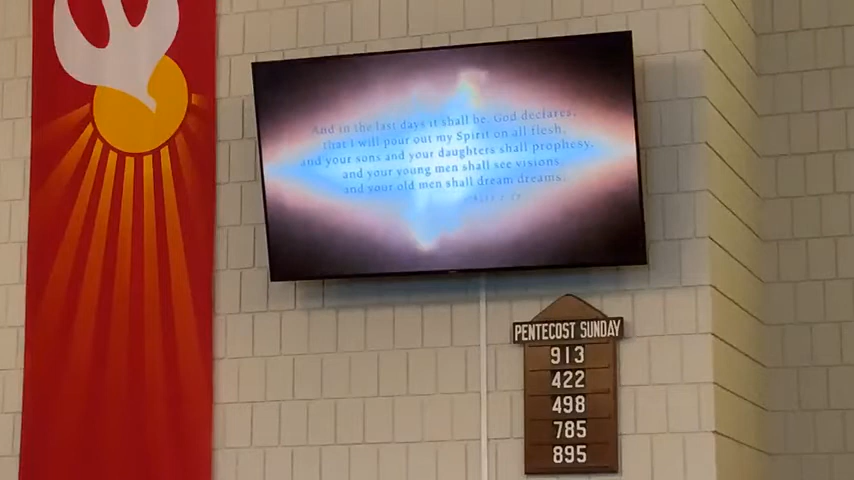 And in the last days it shall be, God declares,
that I will pour out my Spirit on all flesh,
and your sons and your daughters shall prophesy,
and your young men shall see visions,
and your old men shall dream dreams.
PENTECOST SUNDAY
913
422
498
785
895